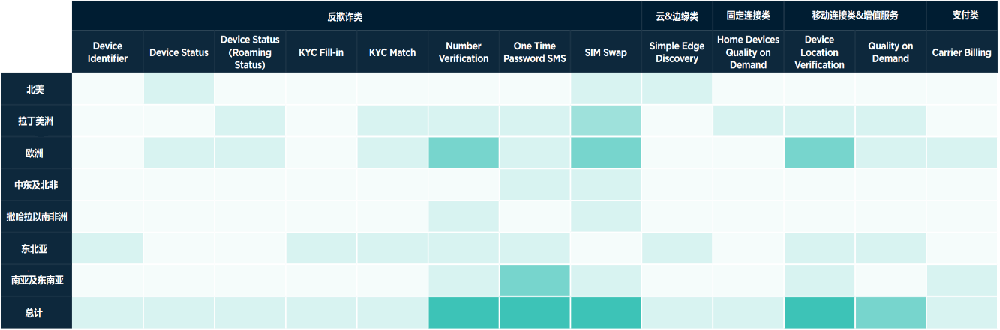 反欺诈类
云&边缘类
固定连接类
移动连接类&增值服务
支付类
Device
Identifier
Device Status
Device Status
(Roaming
Status)
KYC Fill-in
KYC Match
Number
Verification
One Time
Password SMS
SIM Swap
Simple Edge
Discovery
Home Devices
Quality on
Demand
Device
Location
Verification
Quality on
Demand
Carrier Billing
北美
拉丁美洲
欧洲
中东及北非
撒哈拉以南非洲
东北亚
南亚及东南亚
总计